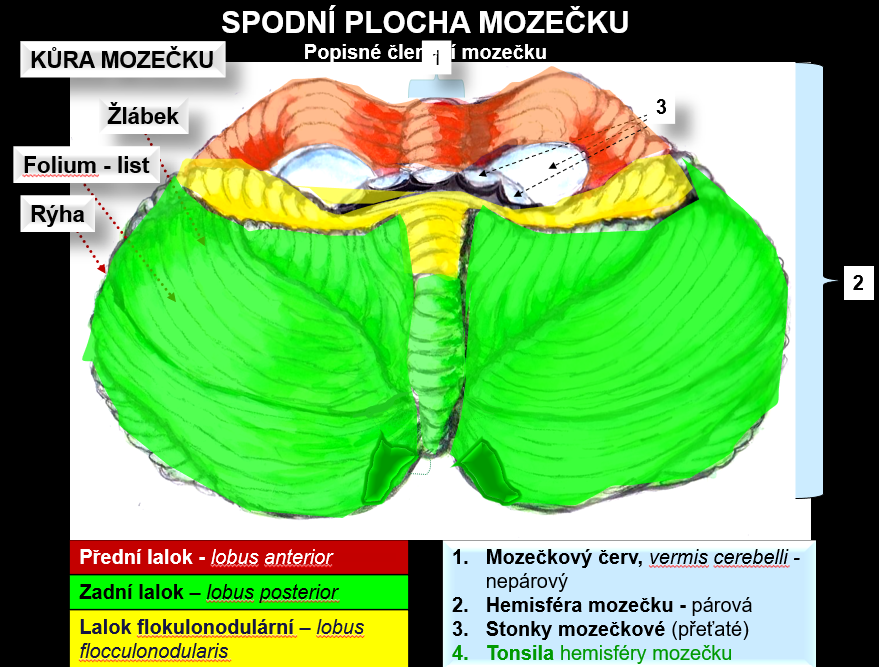 SPODNÍ PLOCHA MOZEČKU
Popisné mozečku
KŮRA MOZEČKU
1
3
Žlábek
Folium - list
Rýha
2
Přední lalok - lobus anterior
Zadní lalok – lobus posterior
Lalok flokulonodulární – lobus
flocculonodularis
1. Mozečkový červ, vermis cerebelli -
nepárový
2. Hemisféra mozečku - párová
3. Stonky mozečkové (přeťaté)
4. Tonsila hemisféry mozečku